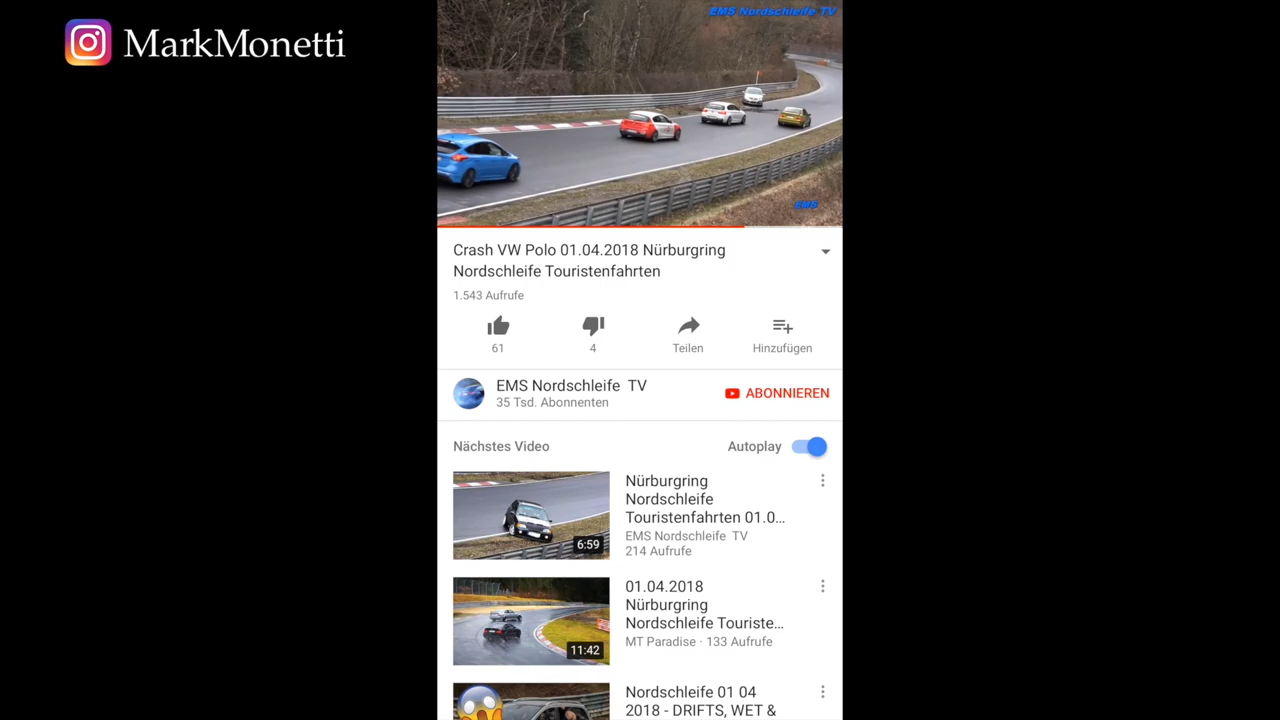 MarkMonetti
EMS Nordschleife TV
EMS
Crash VW Polo 01.04.2018 Nürburgring
Nordschleife Touristenfahrten
1.543 Aufrufe
61
4
Teilen
Hinzufügen
EMS Nordschleife TV
35 Tsd. Abonnenten
ABONNIEREN
Nächstes Video
Autoplay
6:59
Nürburgring
Nordschleife
Touristenfahrten 01.0...
EMS Nordschleife TV
214 Aufrufe
11:42
01.04.2018
Nürburgring
Nordschleife Touriste...
MT Paradise · 133 Aufrufe
Nordschleife 01 04
2018 - DRIFTS, WET &